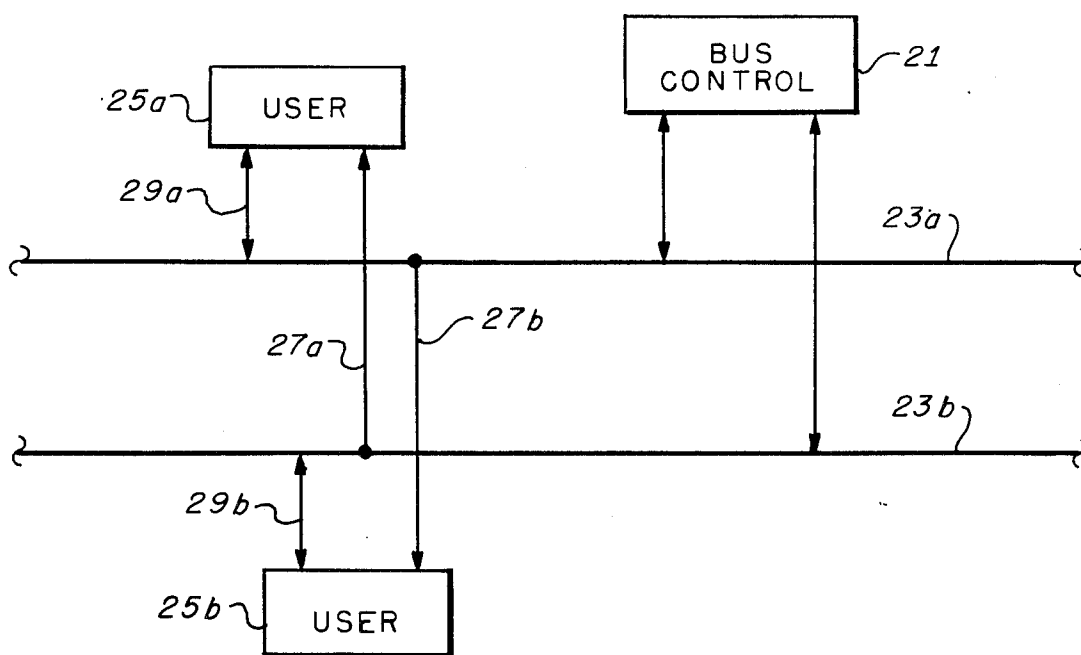 BUS
CONTROL
21
25a
USER
29a
23a
27b
27a
23b
29b
25b
USER